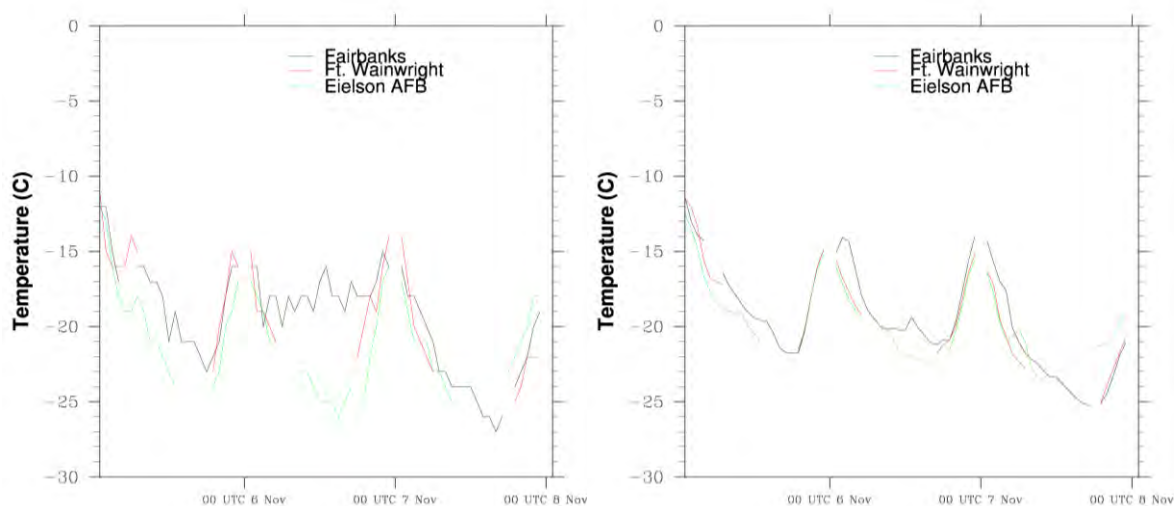 0
Fairbanks
Ft. Wainwright
Eielson AFB
−5
−10
−15
−20
−25
−30
Temperature (C)
00 UTC 6 Nov
00 UTC 7 Nov
00 UTC 8 Nov
0
Fairbanks
Ft. Wainwright
Eielson AFB
−5
−10
−15
−20
−25
−30
Temperature (C)
00 UTC 6 Nov
00 UTC 7 Nov
00 UTC 8 Nov